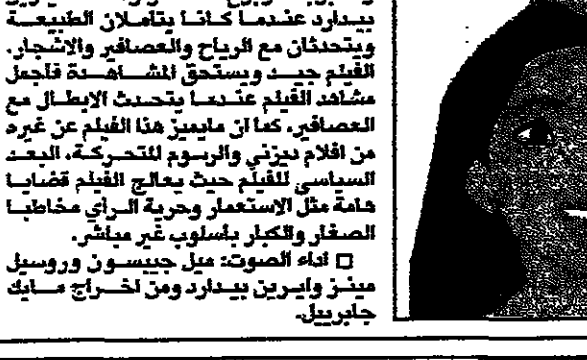 بيدارد عندما كانا يتاملان الطبيعة
ويتحدثان مع الرياح والعصافير والاشجار.
الفيلم جيد ويستحق المشاهدة فاجمل
مشاهد الفيلم عندما يتحدث الابطال مع
العصافير، كما ان مايميز هذا الفيلم عن غيره
من افلام ديزني والرسوم المتحركة، البعد
السياسي للفيلم حيث يعالج الفيلم قضايا
هامة مثل الاستعمار وحرية الرأي مخاطبا
الصغار والكبار باسلوب غير مباشر.
□ اداء الصوت: ميل جيبسون وروسيل
مينز وايرين بيدارد ومن اخراج مايك
جابرييل.